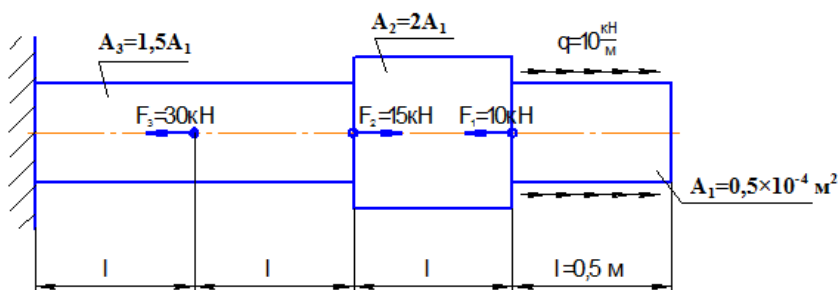 A₃=1,5A₁
A₂=2A₁
q=10 кН/м
F₃=30кН
F₂=15кН
F₁=10кН
A₁=0,5×10⁻⁴ м²
l
l
l
l=0,5 м